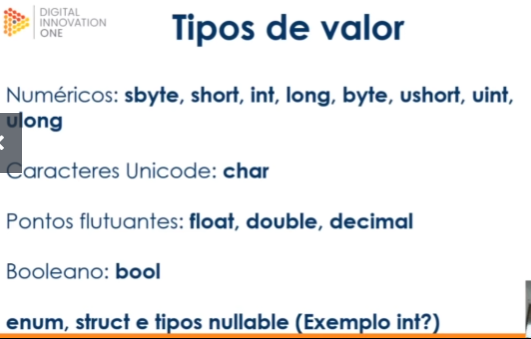 DIGITAL
INNOVATION
ONE
Tipos de valor
Numéricos: sbyte, short, int, long, byte, ushort, uint,
ulong
Caracteres Unicode: char
Pontos flutuantes: float, double, decimal
Booleano: bool
enum, struct e tipos nullable (Exemplo int?)